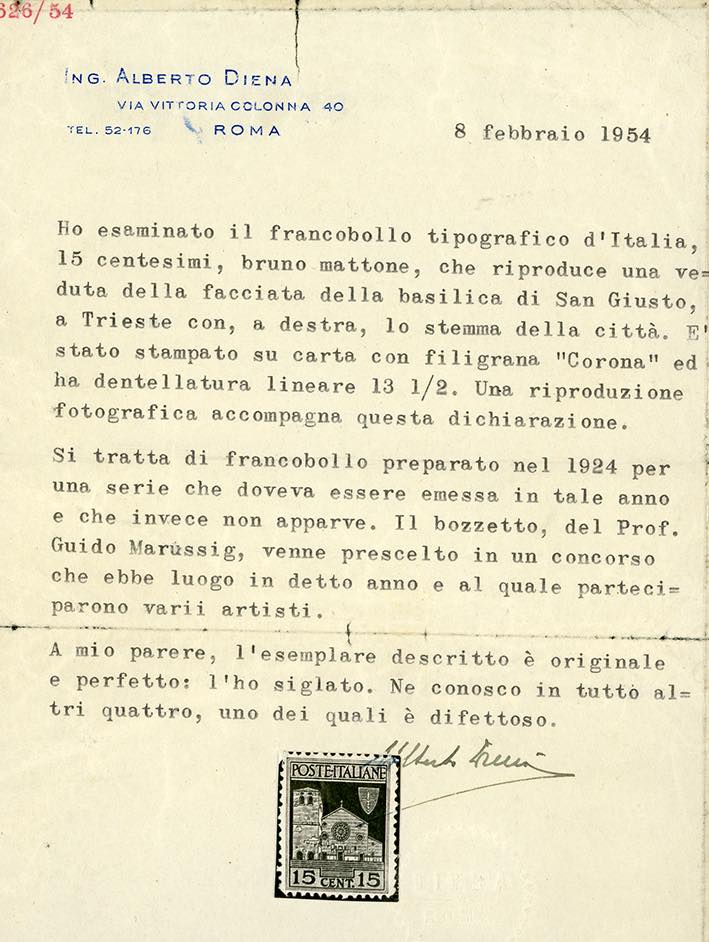 626/54
ING. ALBERTO DIENA
VIA VITTORIA COLONNA 40
TEL. 52-176 ROMA
8 febbraio 1954
Ho esaminato il francobollo tipografico d'Italia,
15 centesimi, bruno mattone, che riproduce una ve=
duta della facciata della basilica di San Giusto,
a Trieste con, a destra, lo stemma della città. E'
stato stampato su carta con filigrana "Corona" ed
ha dentellatura lineare 13 1/2. Una riproduzione
fotografica accompagna questa dichiarazione.
Si tratta di francobollo preparato nel 1924 per
una serie che doveva essere emessa in tale anno
e che invece non apparve. Il bozzetto, del Prof.
Guido Marussig, venne prescelto in un concorso
che ebbe luogo in detto anno e al quale parteci=
parono varii artisti.
A mio parere, l'esemplare descritto è originale
e perfetto: l'ho siglato. Ne conosco in tutto al=
tri quattro, uno dei quali è difettoso.
Alberto Diena
POSTE·ITALIANE
15 CENT. 15